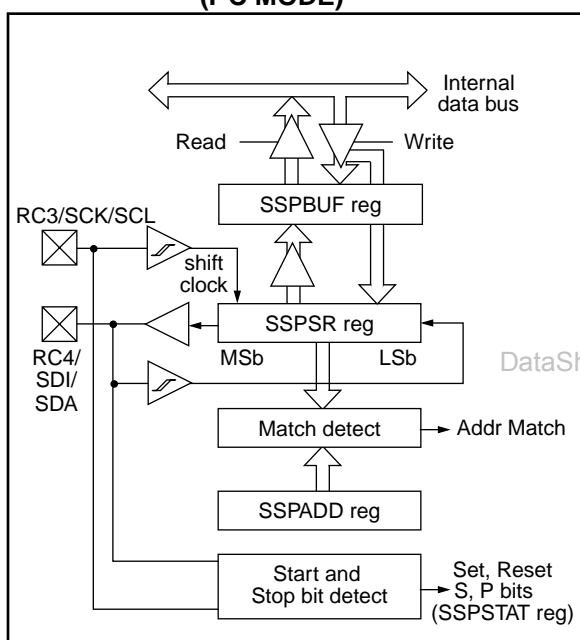 (I²C MODE)
Internal
data bus
Read
Write
SSPBUF reg
RC3/SCK/SCL
shift
clock
SSPSR reg
MSb
LSb
RC4/
SDI/
SDA
DataSh
Match detect
Addr Match
SSPADD reg
Start and
Stop bit detect
Set, Reset
S, P bits
(SSPSTAT reg)